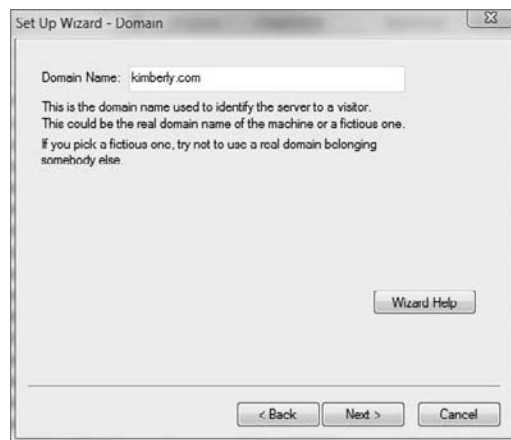 Set Up Wizard - Domain
Domain Name: kimberly.com
This is the domain name used to identify the server to a visitor.
This could be the real domain name of the machine or a fictious one.
If you pick a fictious one, try not to use a real domain belonging
somebody else.
Wizard Help
< Back Next > Cancel